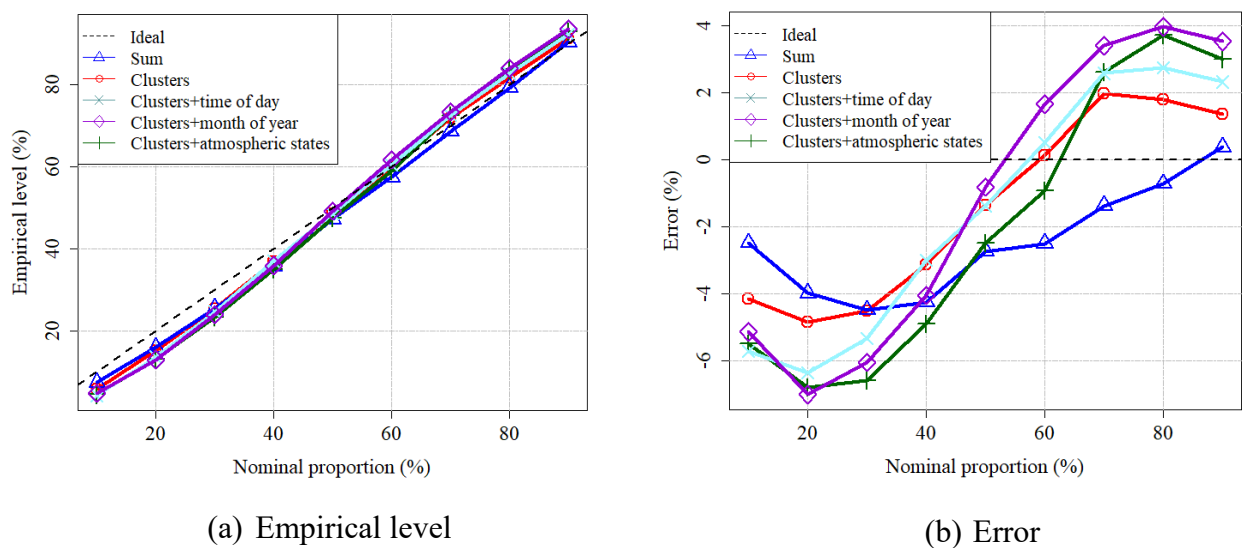 Ideal
Sum
Clusters
Clusters+time of day
Clusters+month of year
Clusters+atmospheric states
Empirical level (%)
80
60
40
20
20 40 60 80
Nominal proportion (%)
(a) Empirical level
Ideal
Sum
Clusters
Clusters+time of day
Clusters+month of year
Clusters+atmospheric states
Error (%)
4
2
0
-2
-4
-6
20 40 60 80
Nominal proportion (%)
(b) Error